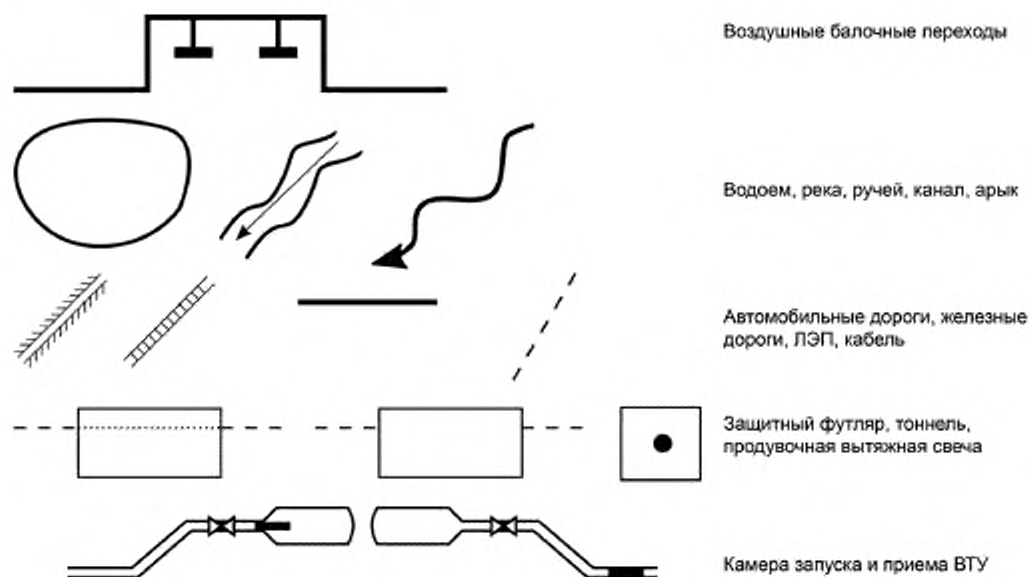 Воздушные балочные переходы
Водоем, река, ручей, канал, арык
Автомобильные дороги, железные
дороги, ЛЭП, кабель
Защитный футляр, тоннель,
продувочная вытяжная свеча
Камера запуска и приема ВТУ